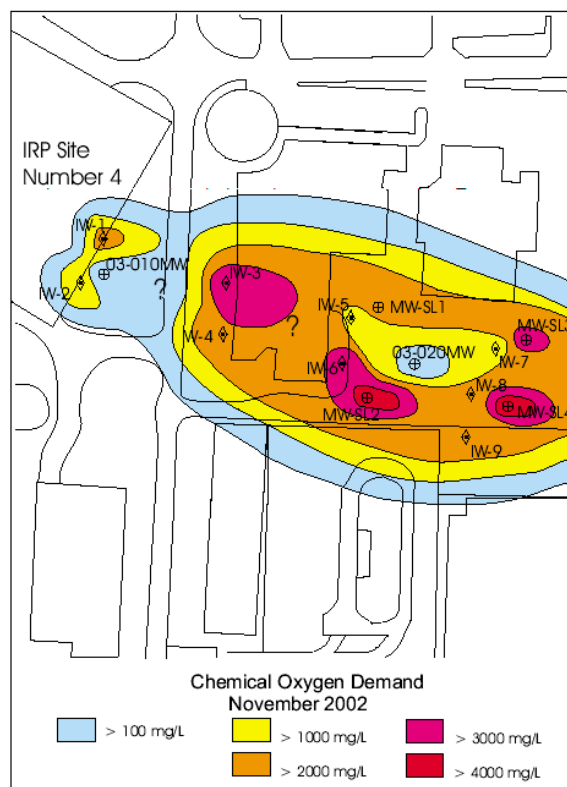 IRP Site
Number 4
IW-1
03-010MW
IW-2
?
IW-3
IW-4
?
IW-5
MW-SL1
MW-SL3
IW-7
03-020MW
IW-6
IW-8
MW-SL2
MW-SL4
IW-9
Chemical Oxygen Demand
November 2002
> 100 mg/L
> 1000 mg/L
> 3000 mg/L
> 2000 mg/L
> 4000 mg/L